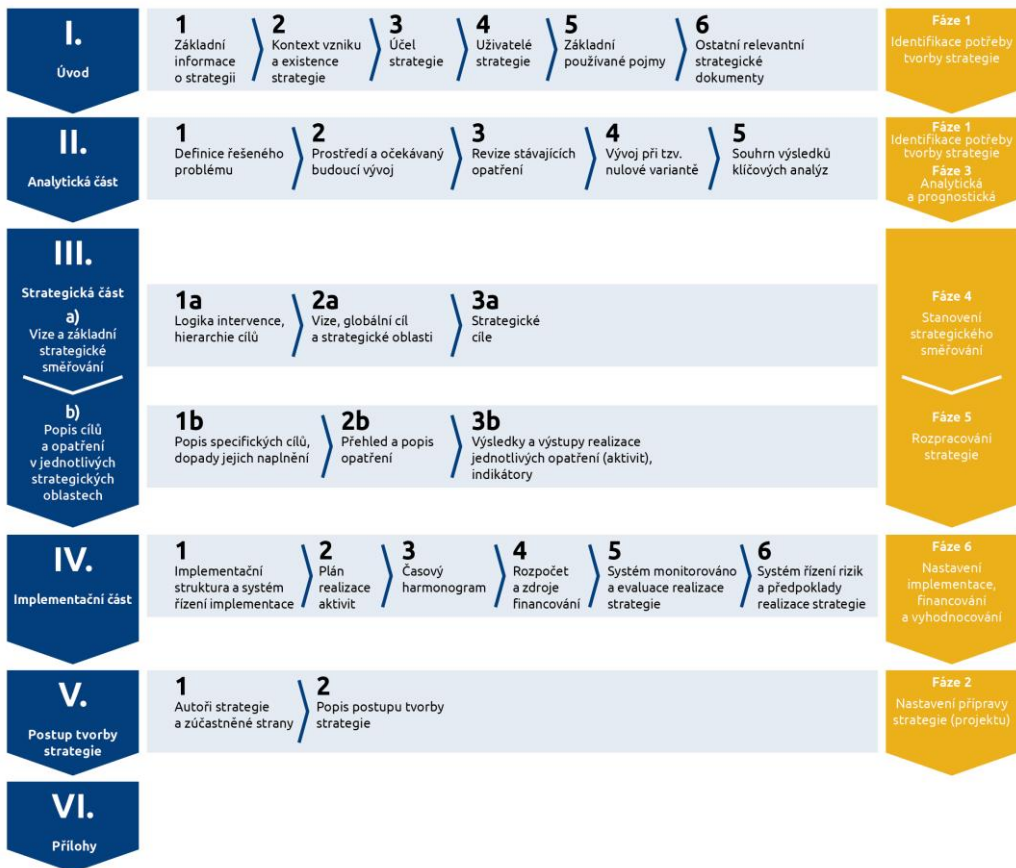 I.
Úvod
1
Základní
informace
o strategii
2
Kontext vzniku
a existence
strategie
3
Účel
strategie
4
Uživatelé
strategie
5
Základní
používané pojmy
6
Ostatní relevantní
strategické
dokumenty
Fáze 1
Identifikace potřeby
tvorby strategie
II.
Analytická část
1
Definice řešeného
problému
2
Prostředí a očekávaný
budoucí vývoj
3
Revize stávajících
opatření
4
Vývoj při tzv.
nulové variantě
5
Souhrn výsledků
klíčových analýz
Fáze 1
Identifikace potřeby
tvorby strategie
Fáze 3
Analytická
a prognostická
III.
Strategická část
a)
Vize a základní
strategické
směřování
1a
Logika intervence,
hierarchie cílů
2a
Vize, globální cíl
a strategické oblasti
3a
Strategické
cíle
Fáze 4
Stanovení
strategického
směřování
b)
Popis cílů
a opatření
v jednotlivých
strategických
oblastech
1b
Popis specifických cílů,
dopady jejich naplnění
2b
Přehled a popis
opatření
3b
Výsledky a výstupy realizace
jednotlivých opatření (aktivit),
indikátory
Fáze 5
Rozpracování
strategie
IV.
Implementační část
1
Implementační
struktura a systém
řízení implementace
2
Plán
realizace
aktivit
3
Časový
harmonogram
4
Rozpočet
a zdroje
financování
5
Systém monitorováno
a evaluace realizace
strategie
6
Systém řízení rizik
a předpoklady
realizace strategie
Fáze 6
Nastavení
implementace,
financování
a vyhodnocování
V.
Postup tvorby
strategie
1
Autoři strategie
a zúčastněné strany
2
Popis postupu tvorby
strategie
Fáze 2
Nastavení přípravy
strategie (projektu)
VI.
Přílohy